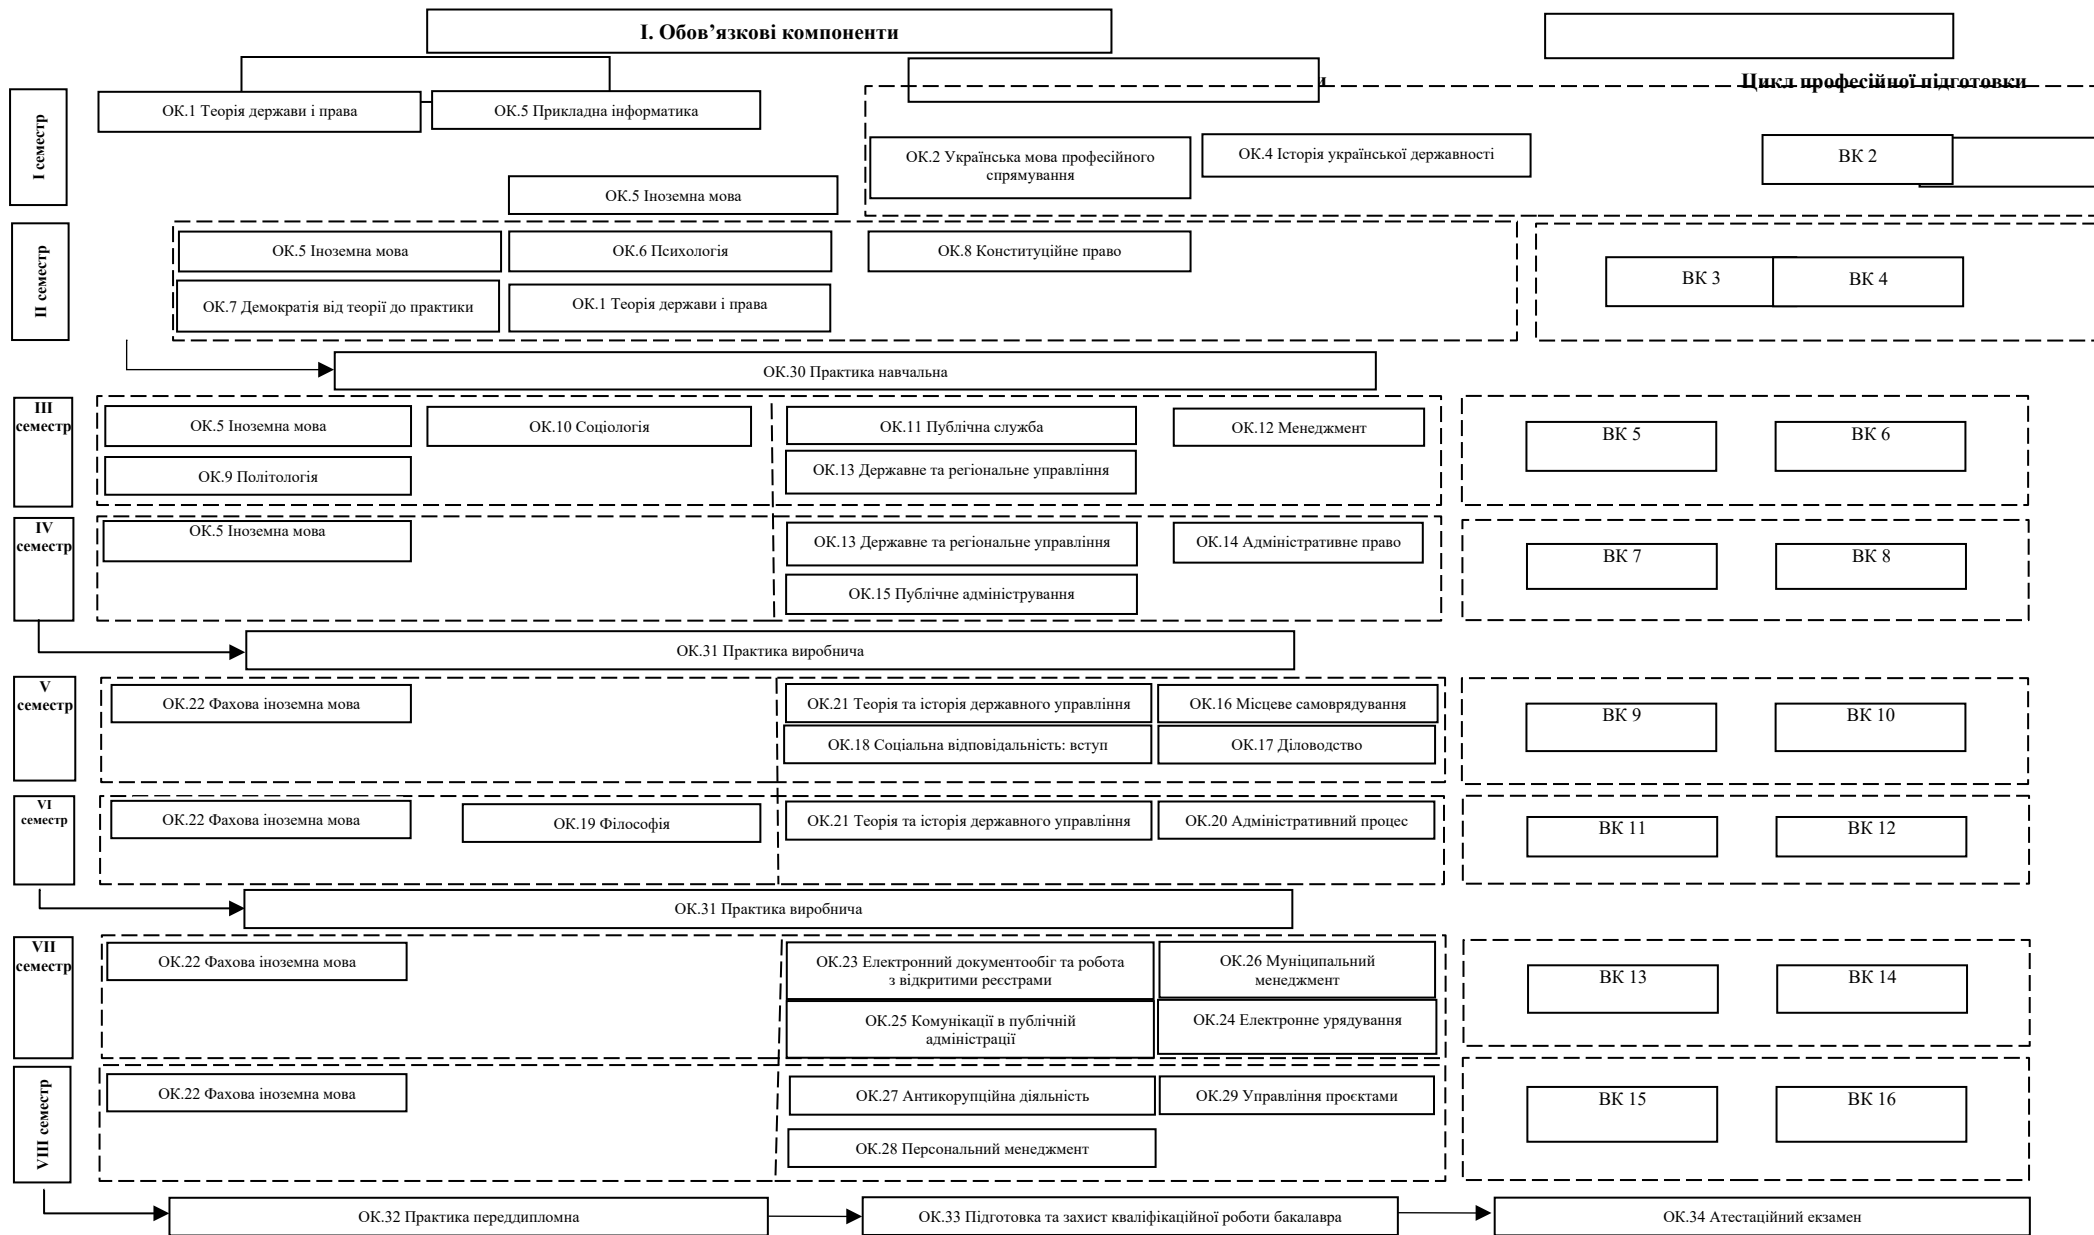 І. Обов’язкові компоненти
Цикл професійної підготовки
І семестр
ОК.1 Теорія держави і права
ОК.5 Прикладна інформатика
ОК.2 Українська мова професійного
спрямування
ОК.4 Історія української державності
ВК 2
ОК.5 Іноземна мова
ІІ семестр
ОК.5 Іноземна мова
ОК.6 Психологія
ОК.8 Конституційне право
ОК.7 Демократія від теорії до практики
ОК.1 Теорія держави і права
ВК 3
ВК 4
ОК.30 Практика навчальна
ІІІ
семестр
ОК.5 Іноземна мова
ОК.10 Соціологія
ОК.11 Публічна служба
ОК.12 Менеджмент
ОК.9 Політологія
ОК.13 Державне та регіональне управління
ВК 5
ВК 6
IV
семестр
ОК.5 Іноземна мова
ОК.13 Державне та регіональне управління
ОК.14 Адміністративне право
ОК.15 Публічне адміністрування
ВК 7
ВК 8
ОК.31 Практика виробнича
V
семестр
ОК.22 Фахова іноземна мова
ОК.21 Теорія та історія державного управління
ОК.16 Місцеве самоврядування
ОК.18 Соціальна відповідальність: вступ
ОК.17 Діловодство
ВК 9
ВК 10
VI
семестр
ОК.22 Фахова іноземна мова
ОК.19 Філософія
ОК.21 Теорія та історія державного управління
ОК.20 Адміністративний процес
ВК 11
ВК 12
ОК.31 Практика виробнича
VII
семестр
ОК.22 Фахова іноземна мова
ОК.23 Електронний документообіг та робота
з відкритими реєстрами
ОК.26 Муніципальний
менеджмент
ОК.25 Комунікації в публічній
адміністрації
ОК.24 Електронне урядування
ВК 13
ВК 14
VIII семестр
ОК.22 Фахова іноземна мова
ОК.27 Антикорупційна діяльність
ОК.29 Управління проєктами
ОК.28 Персональний менеджмент
ВК 15
ВК 16
ОК.32 Практика переддипломна
ОК.33 Підготовка та захист кваліфікаційної роботи бакалавра
ОК.34 Атестаційний екзамен